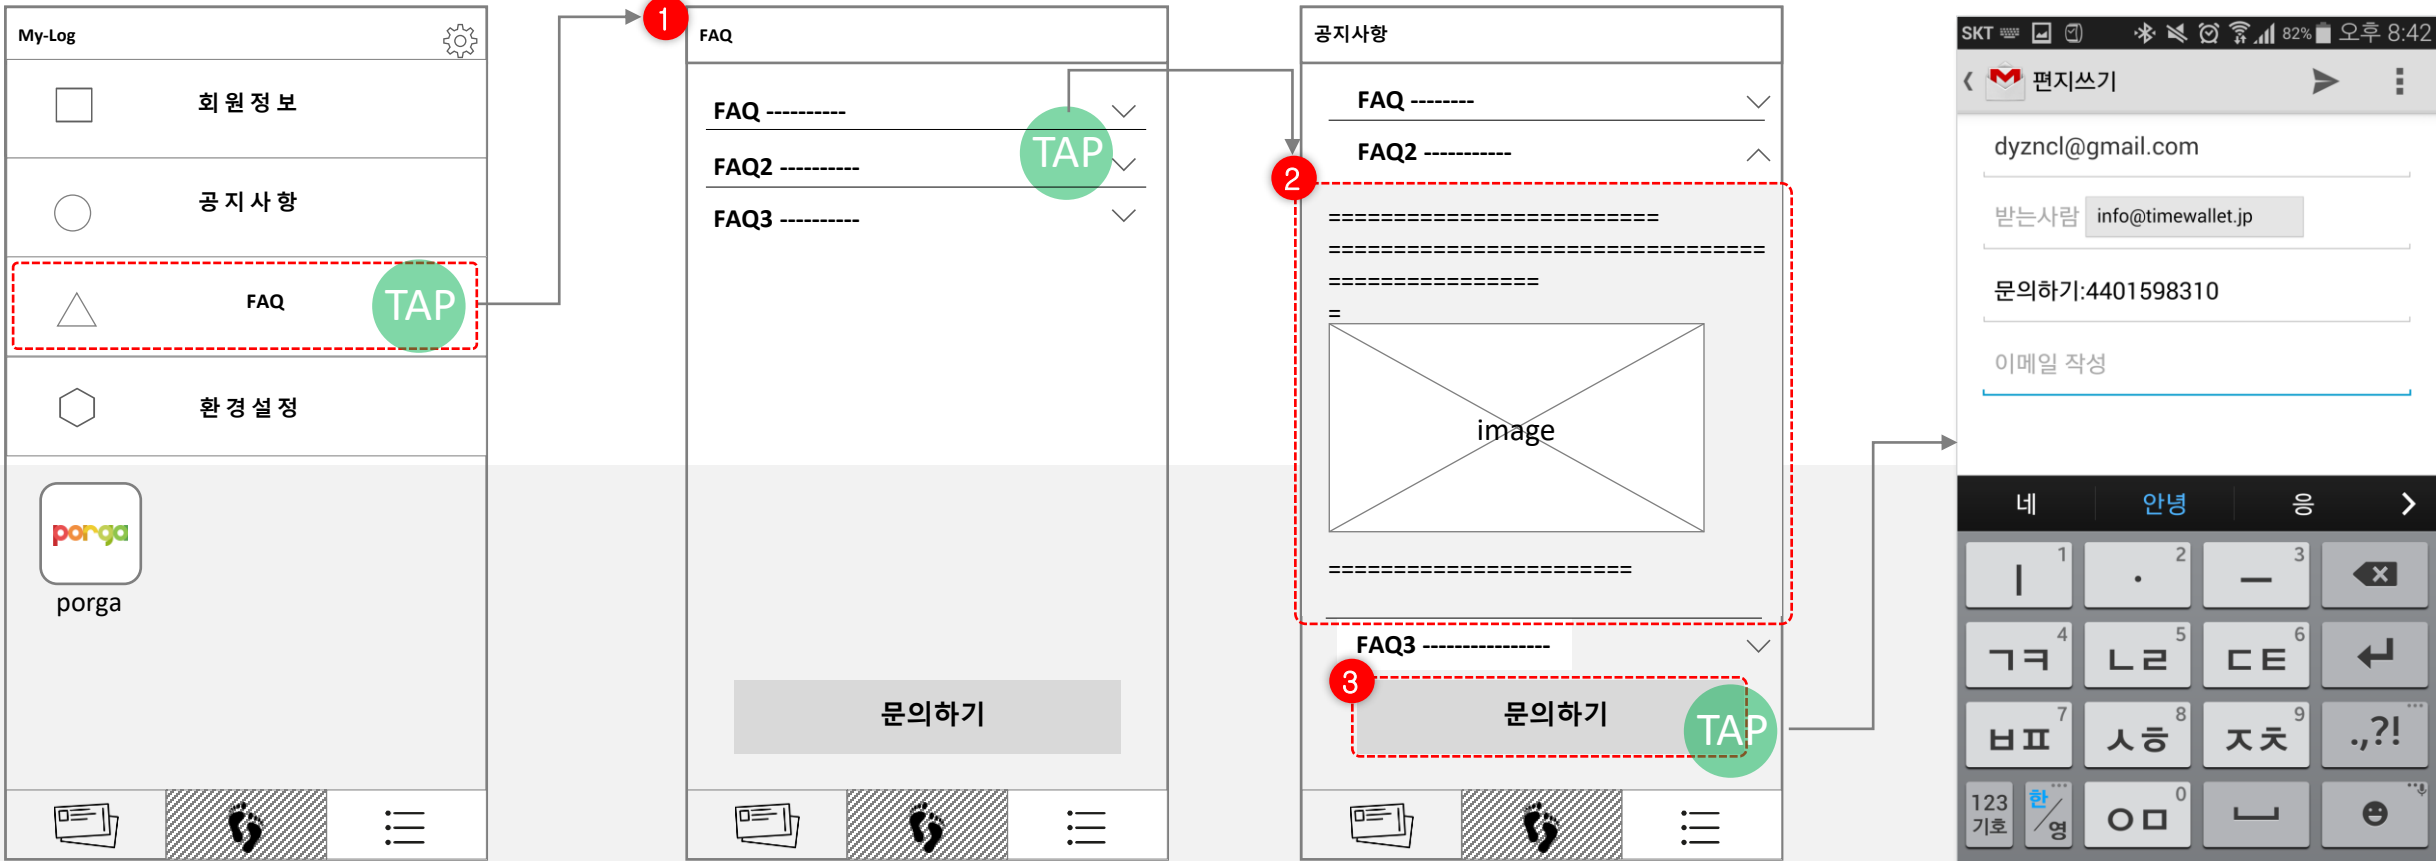 My-Log
회 원 정 보
공 지 사 항
FAQ
TAP
환 경 설 정
porga
porga
1
FAQ
FAQ ----------
TAP
FAQ2 ----------
FAQ3 ----------
문의하기
공지사항
FAQ --------
FAQ2 -----------
2
=========================
=================================
================
=
image
=======================
FAQ3 ----------------
3
문의하기
TAP
SKT 82% 오후 8:42
편지쓰기
dyzncl@gmail.com
받는사람 info@timewallet.jp
문의하기:4401598310
이메일 작성
네 안녕 응
ㅣ 1 · 2 ㅡ 3
ㄱㅋ 4 ㄴㄹ 5 ㄷㅌ 6
ㅂㅍ 7 ㅅㅎ 8 ㅈㅊ 9 .,?!
123 기호 한/영 ㅇㅁ 0